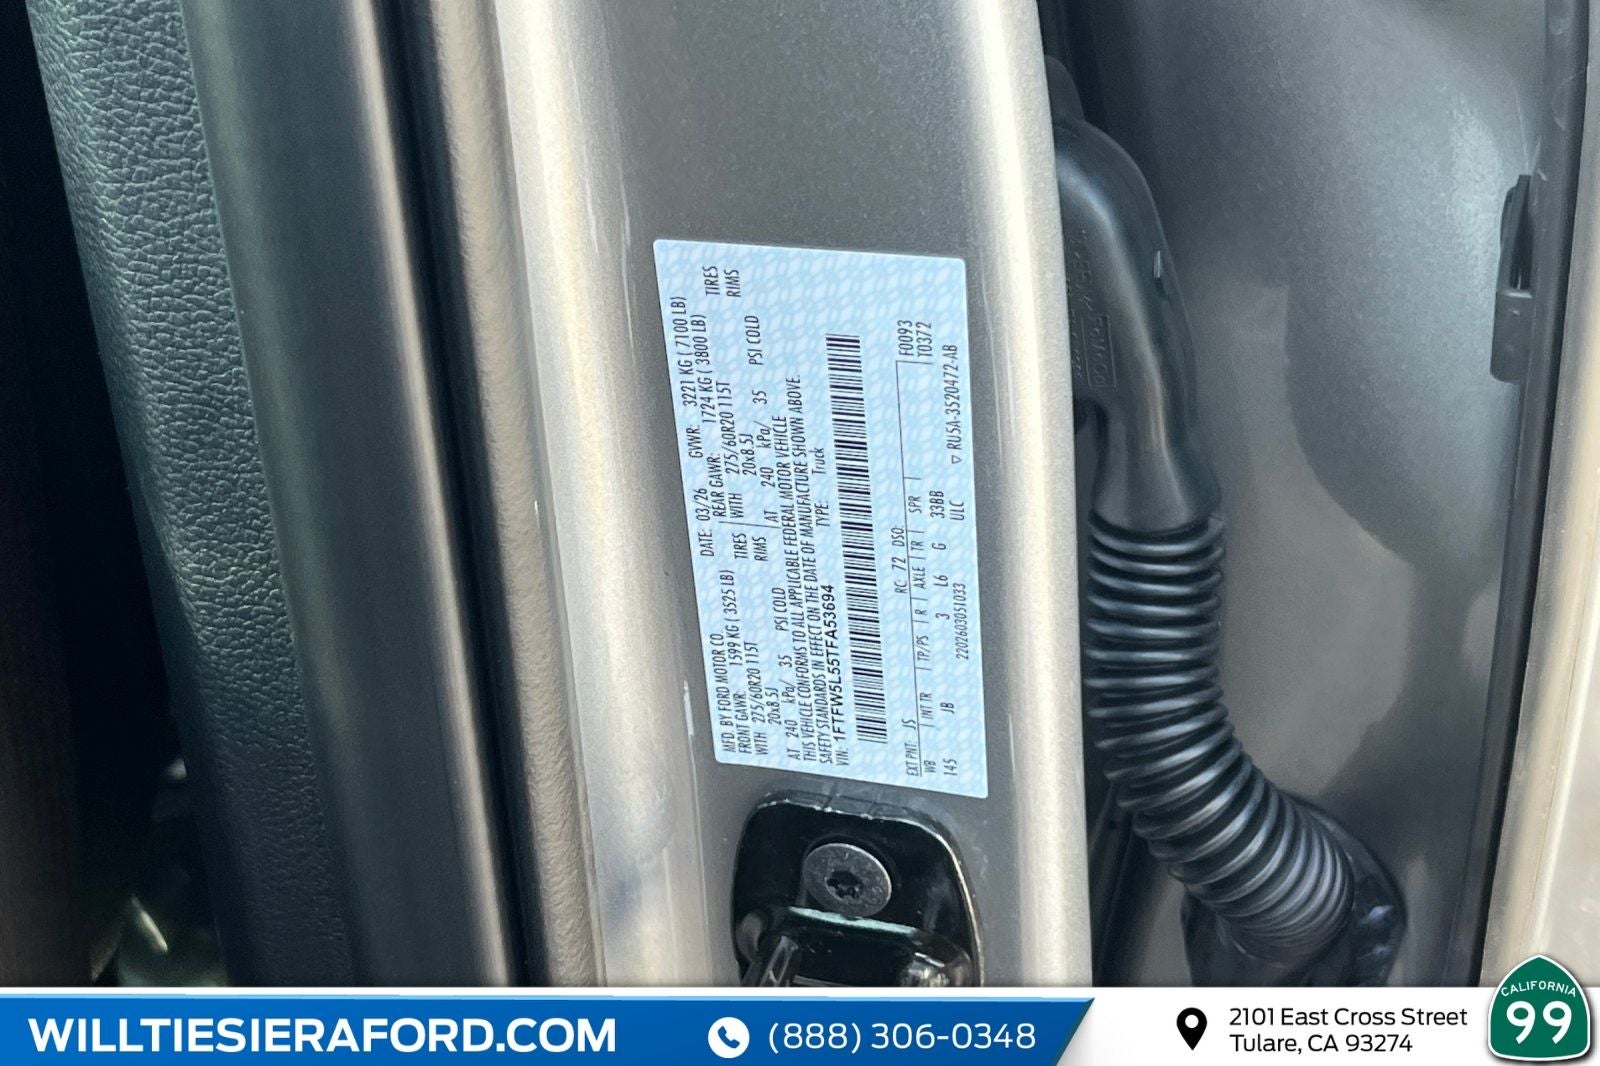 MFD. BY FORD MOTOR CO. DATE: 03/26 GVWR: 3221 KG ( 7100 LB)
FRONT GAWR: 1599 KG ( 3525 LB) REAR GAWR: 1724 KG ( 3800 LB)
WITH 275/60R20 115T TIRES WITH 275/60R20 115T TIRES
20x8.5J RIMS 20x8.5J RIMS
AT 240 kPa/ 35 PSI COLD AT 240 kPa/ 35 PSI COLD
THIS VEHICLE CONFORMS TO ALL APPLICABLE FEDERAL MOTOR VEHICLE
SAFETY STANDARDS IN EFFECT ON THE DATE OF MANUFACTURE SHOWN ABOVE.
VIN: 1FTFW5L55TFA53694 TYPE: Truck
EXT PNT: JS RC: 72 DSO: F0093
WB INT TR TP/PS R AXLE TR SPR T0372
145 JB 3 L6 G 33BB
220260305​1033 ULC ▽ RU5A-3520472-AB
WILLTIESIERAFORD.COM
(888) 306-0348
2101 East Cross Street
Tulare, CA 93274
CALIFORNIA
99